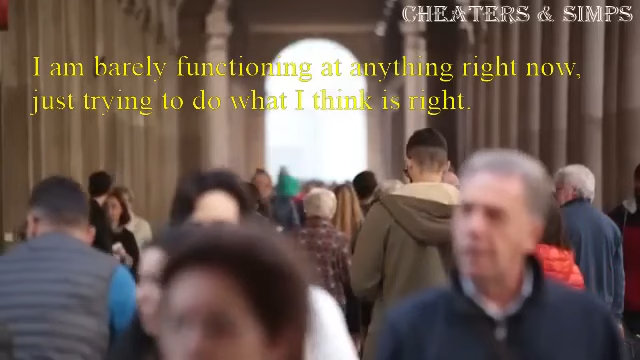 CHEATERS & SIMPS
I am barely functioning at anything right now,
just trying to do what I think is right.